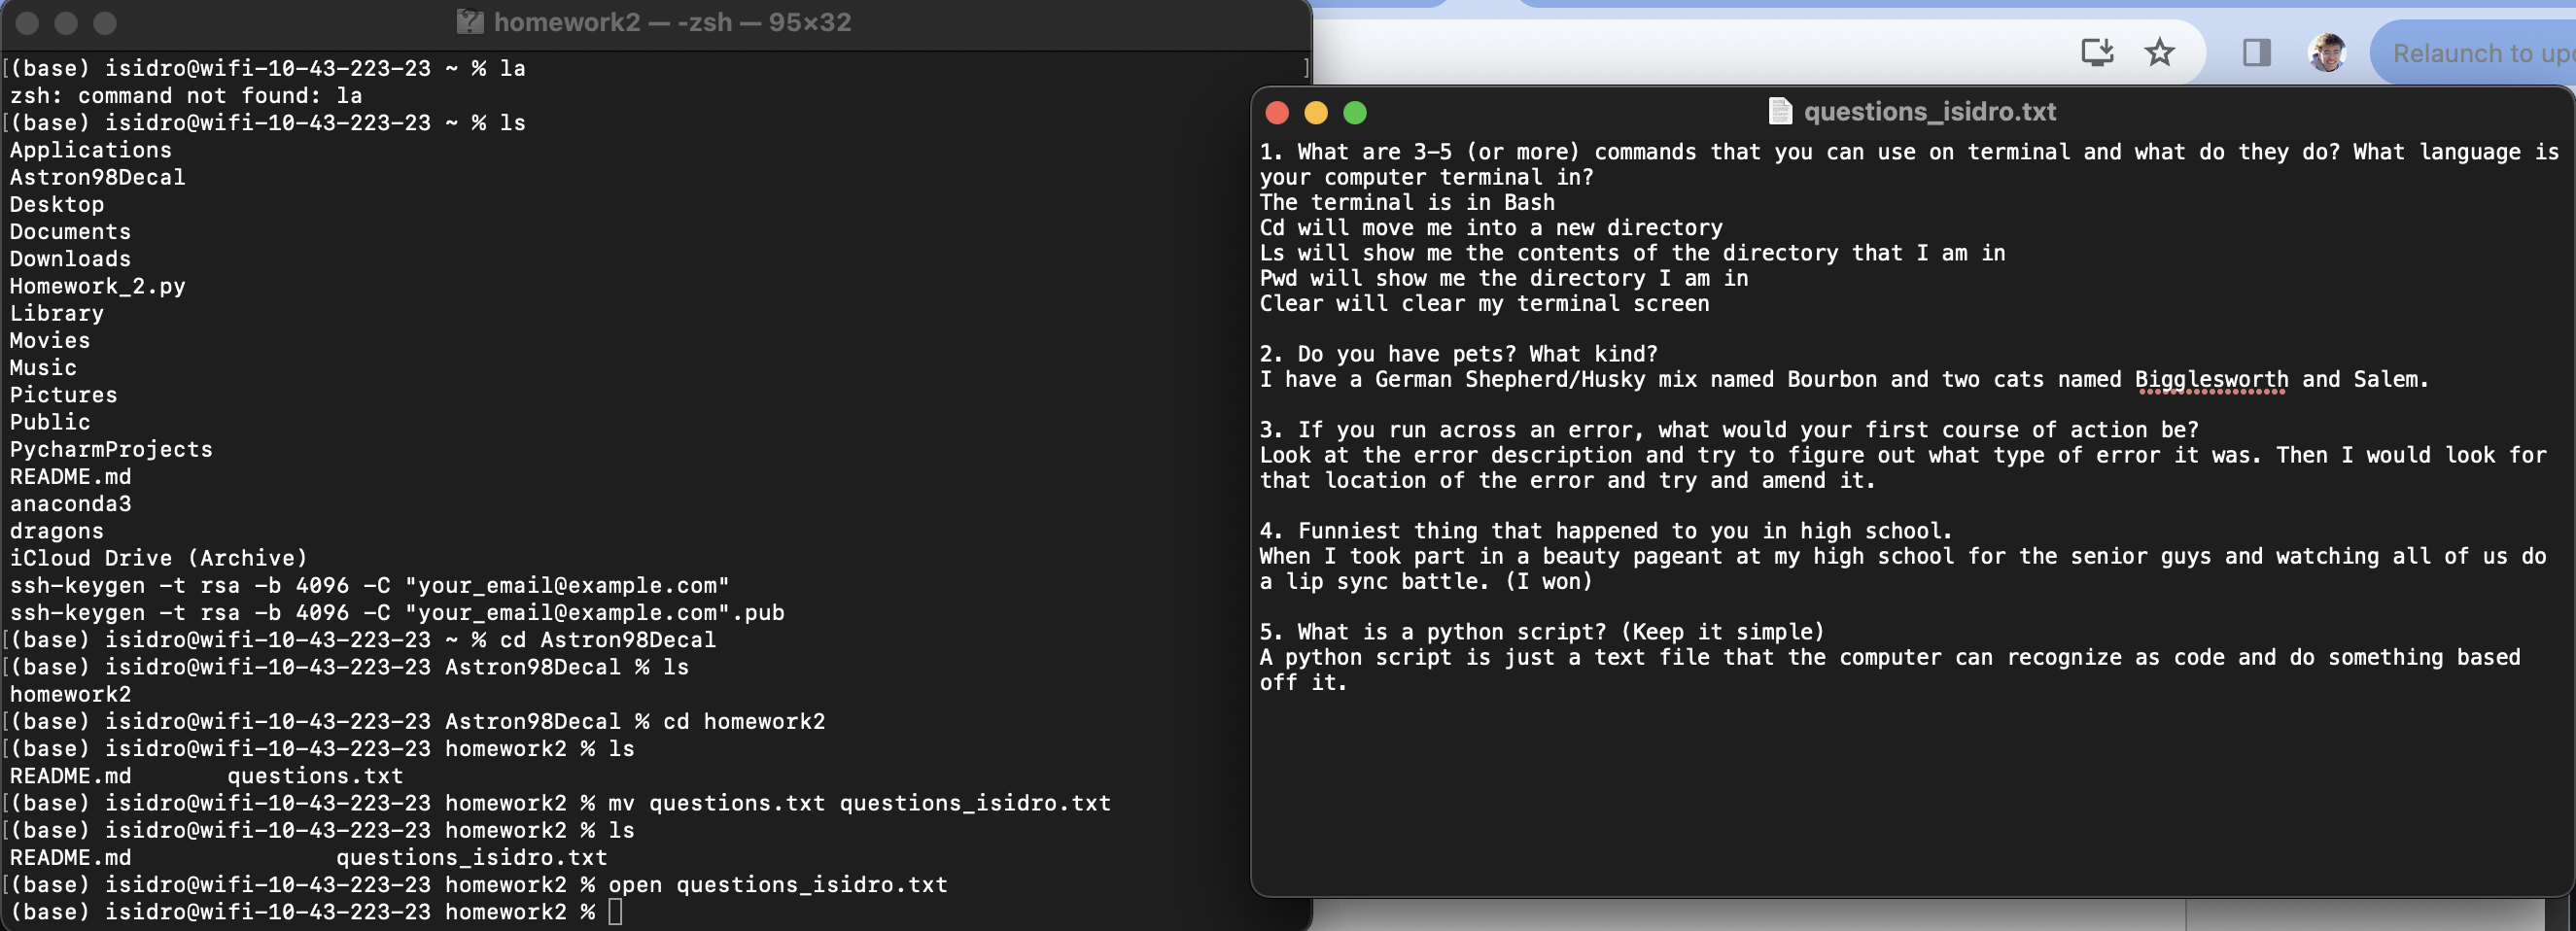 homework2 — -zsh — 95×32
[(base) isidro@wifi-10-43-223-23 ~ % la ]
zsh: command not found: la
[(base) isidro@wifi-10-43-223-23 ~ % ls
Applications
Astron98Decal
Desktop
Documents
Downloads
Homework_2.py
Library
Movies
Music
Pictures
Public
PycharmProjects
README.md
anaconda3
dragons
iCloud Drive (Archive)
ssh-keygen -t rsa -b 4096 -C "your_email@example.com"
ssh-keygen -t rsa -b 4096 -C "your_email@example.com".pub
[(base) isidro@wifi-10-43-223-23 ~ % cd Astron98Decal
[(base) isidro@wifi-10-43-223-23 Astron98Decal % ls
homework2
[(base) isidro@wifi-10-43-223-23 Astron98Decal % cd homework2
[(base) isidro@wifi-10-43-223-23 homework2 % ls
README.md questions.txt
[(base) isidro@wifi-10-43-223-23 homework2 % mv questions.txt questions_isidro.txt
[(base) isidro@wifi-10-43-223-23 homework2 % ls
README.md questions_isidro.txt
[(base) isidro@wifi-10-43-223-23 homework2 % open questions_isidro.txt
(base) isidro@wifi-10-43-223-23 homework2 %
Relaunch to
questions_isidro.txt
1. What are 3-5 (or more) commands that you can use on terminal and what do they do? What language is
your computer terminal in?
The terminal is in Bash
Cd will move me into a new directory
Ls will show me the contents of the directory that I am in
Pwd will show me the directory I am in
Clear will clear my terminal screen
2. Do you have pets? What kind?
I have a German Shepherd/Husky mix named Bourbon and two cats named Bigglesworth and Salem.
3. If you run across an error, what would your first course of action be?
Look at the error description and try to figure out what type of error it was. Then I would look for
that location of the error and try and amend it.
4. Funniest thing that happened to you in high school.
When I took part in a beauty pageant at my high school for the senior guys and watching all of us do
a lip sync battle. (I won)
5. What is a python script? (Keep it simple)
A python script is just a text file that the computer can recognize as code and do something based
off it.